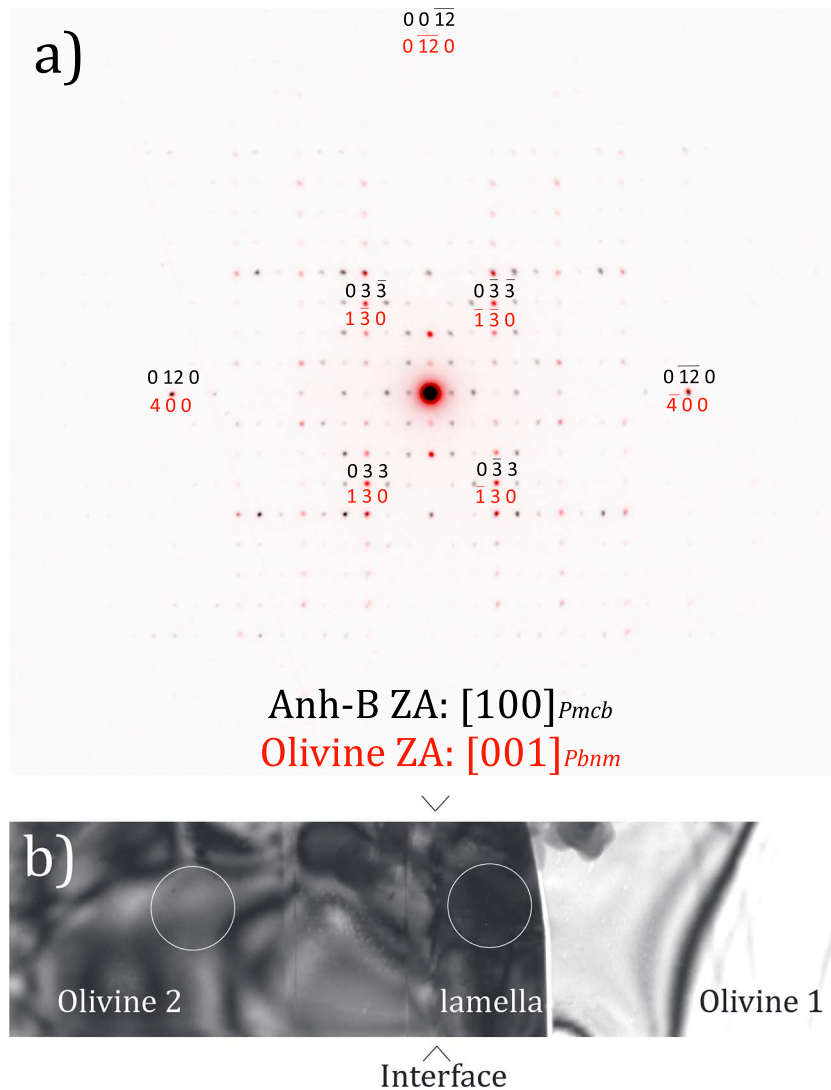 0 0 1̅2̅
0 1̅2̅ 0
a)
0 3 3̅
1 3̅ 0
0 3̅ 3̅
1̅ 3̅ 0
0 12 0
4 0 0
0 1̅2̅ 0
4̅ 0 0
0 3 3
1 3 0
0 3̅ 3
1̅ 3 0
Anh-B ZA: [100]Pmcb
Olivine ZA: [001]Pbnm
b)
Olivine 2
lamella
Olivine 1
Interface